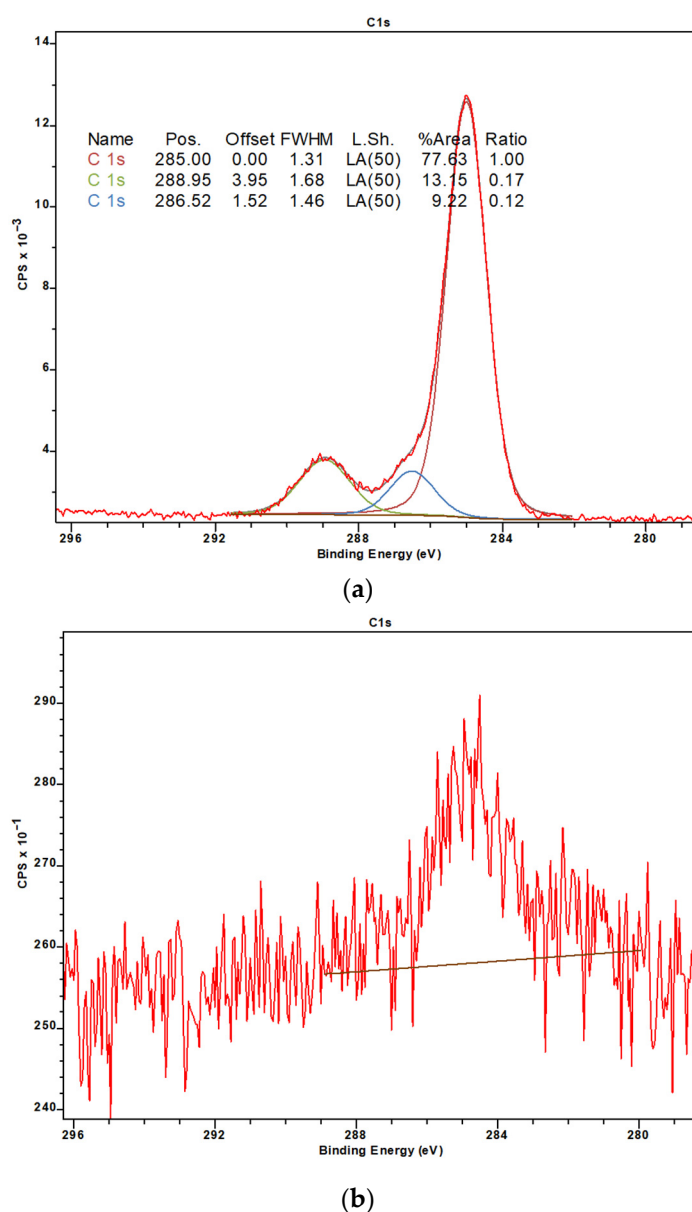 C1s
14
12
10
8
6
4
CPS x 10⁻³
Name Pos. Offset FWHM L.Sh. %Area Ratio
C 1s 285.00 0.00 1.31 LA(50) 77.63 1.00
C 1s 288.95 3.95 1.68 LA(50) 13.15 0.17
C 1s 286.52 1.52 1.46 LA(50) 9.22 0.12
296 292 288 284 280
Binding Energy (eV)
(a)
C1s
290
280
270
260
250
240
CPS x 10⁻¹
296 292 288 284 280
Binding Energy (eV)
(b)